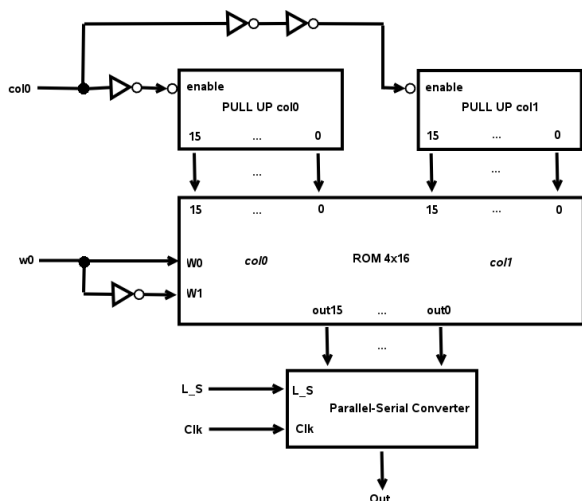 col0
enable
PULL UP col0
15 ... 0
enable
PULL UP col1
15 ... 0
...
...
15 ... 0
15 ... 0
w0
W0
W1
col0
ROM 4x16
col1
out15 ... out0
...
L_S
L_S
Parallel-Serial Converter
Clk
Clk
Out